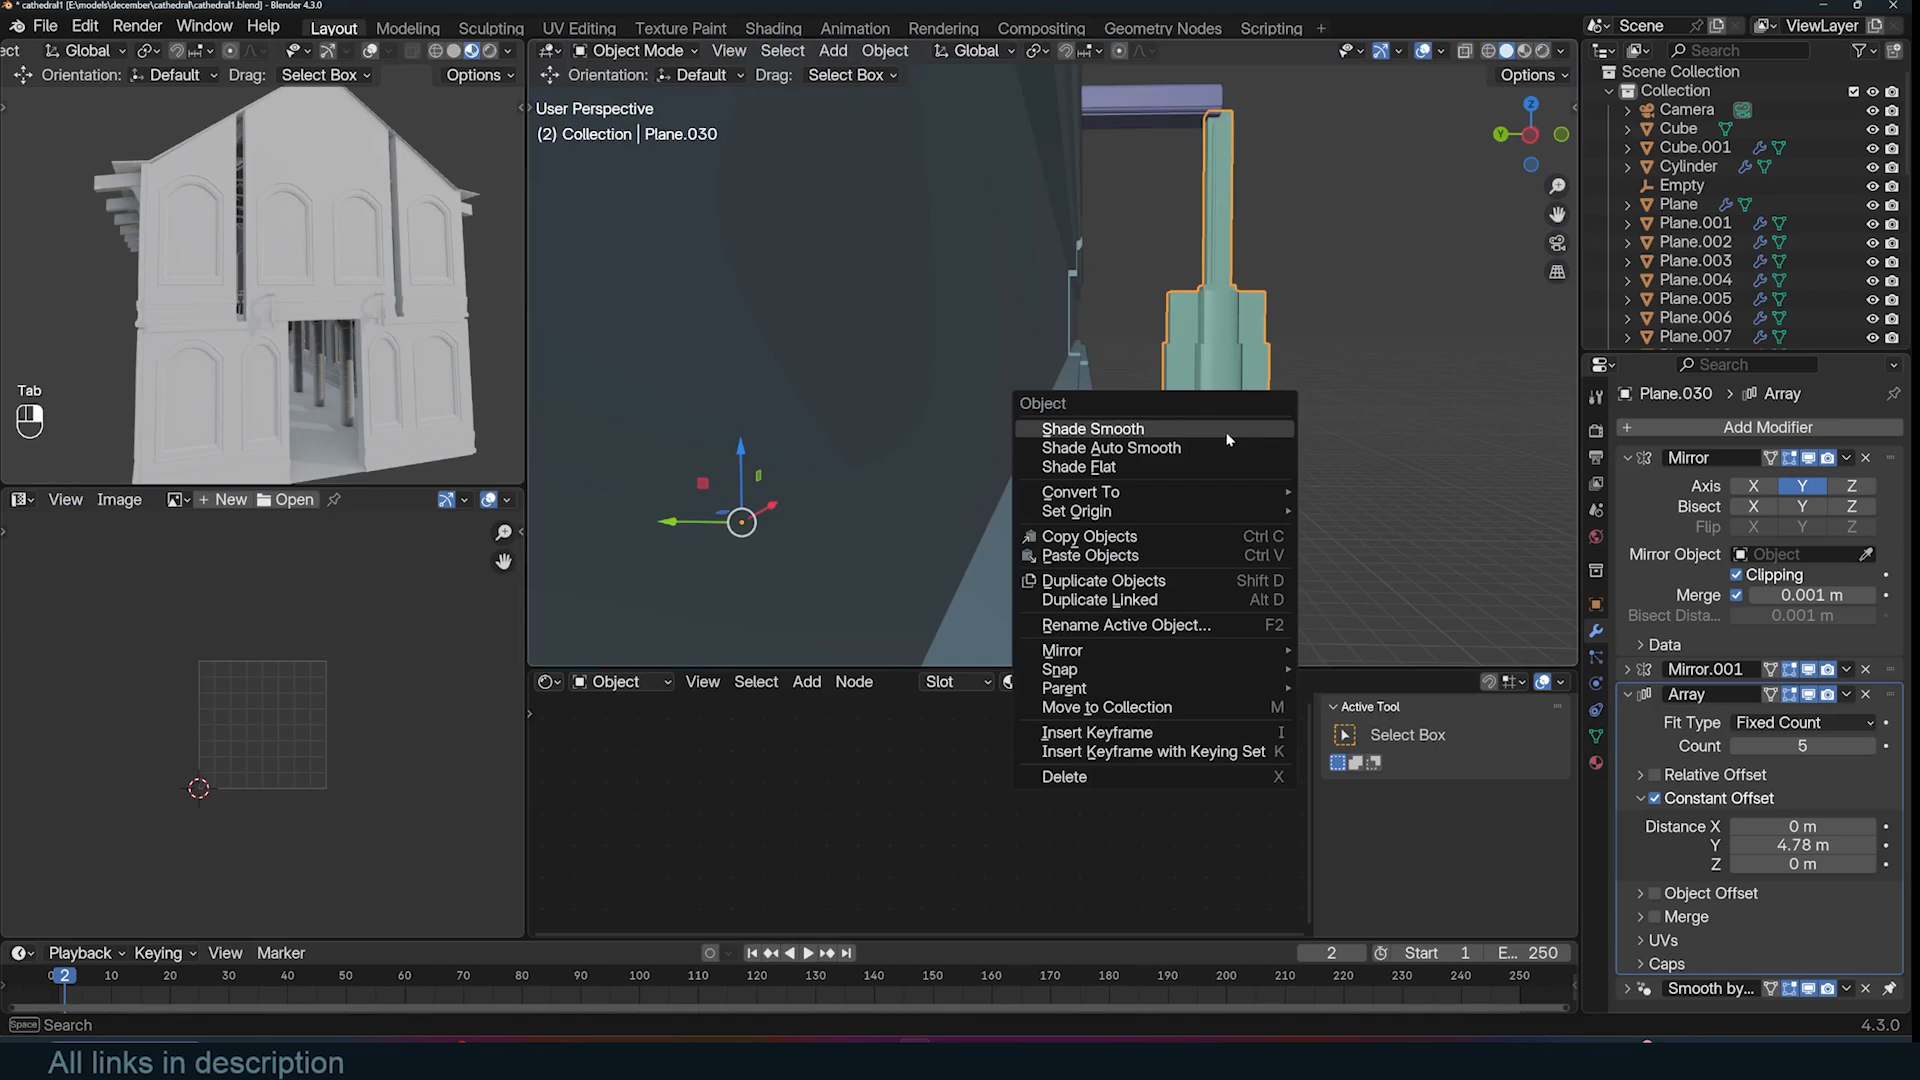 * cathedral1 [E:\models\december\cathedral\cathedral1.blend] - Blender 4.3.0
File Edit Render Window Help Layout Modeling Sculpting UV Editing Texture Paint Shading Animation Rendering Compositing Geometry Nodes Scripting + Scene ViewLayer
ect Global Object Mode View Select Add Object Global Search
Orientation: Default Drag: Select Box Options Orientation: Default Drag: Select Box Options
Scene Collection
Collection
Camera
Cube
Cube.001
Cylinder
Empty
Plane
Plane.001
Plane.002
Plane.003
Plane.004
Plane.005
Plane.006
Plane.007
User Perspective
(2) Collection | Plane.030
Z
Y
Tab
Object
Shade Smooth
Shade Auto Smooth
Shade Flat
Convert To
Set Origin
Copy Objects Ctrl C
Paste Objects Ctrl V
Duplicate Objects Shift D
Duplicate Linked Alt D
Rename Active Object... F2
Mirror
Snap
Parent
Move to Collection M
Insert Keyframe I
Insert Keyframe with Keying Set K
Delete X
View Image + New Open
Object View Select Add Node Slot
Active Tool
Select Box
Search
Plane.030 > Array
+ Add Modifier
Mirror
Axis X Y Z
Bisect X Y Z
Flip X Y Z
Mirror Object Object
Clipping
Merge 0.001 m
Bisect Dista... 0.001 m
Data
Mirror.001
Array
Fit Type Fixed Count
Count 5
Relative Offset
Constant Offset
Distance X 0 m
Y 4.78 m
Z 0 m
Object Offset
Merge
UVs
Caps
Smooth by...
Playback Keying View Marker 2 Start 1 E... 250
0 2 10 20 30 40 50 60 70 80 90 100 110 120 130 140 150 160 170 180 190 200 210 220 230 240 250
Space Search
4.3.0
All links in description